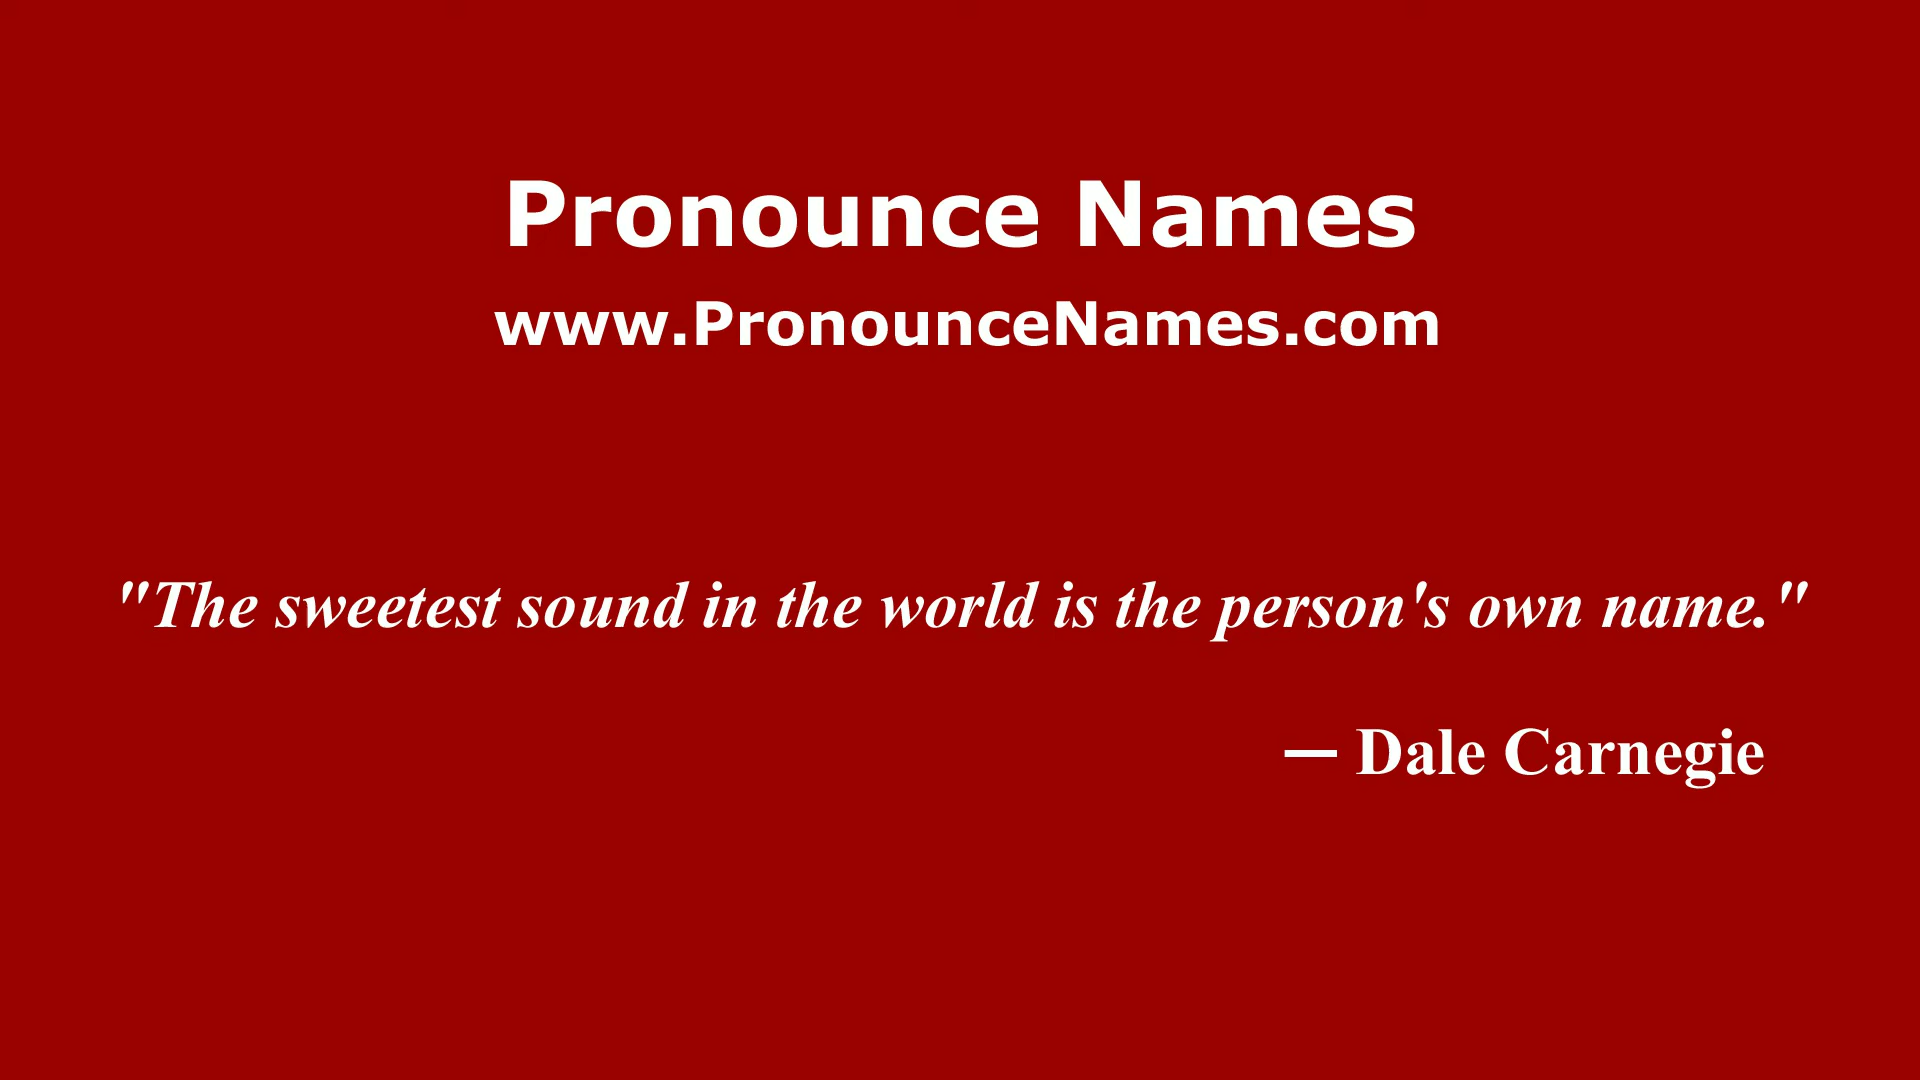 Pronounce Names
www.PronounceNames.com
"The sweetest sound in the world is the person's own name."
— Dale Carnegie